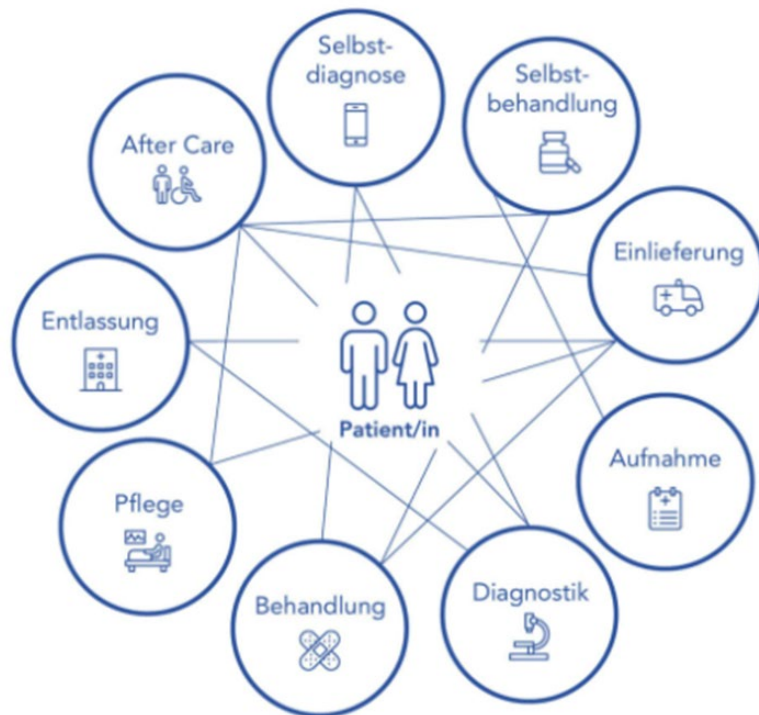 Selbst-
diagnose
Selbst-
behandlung
Einlieferung
Aufnahme
Diagnostik
Behandlung
Pflege
Entlassung
After Care
Patient/in